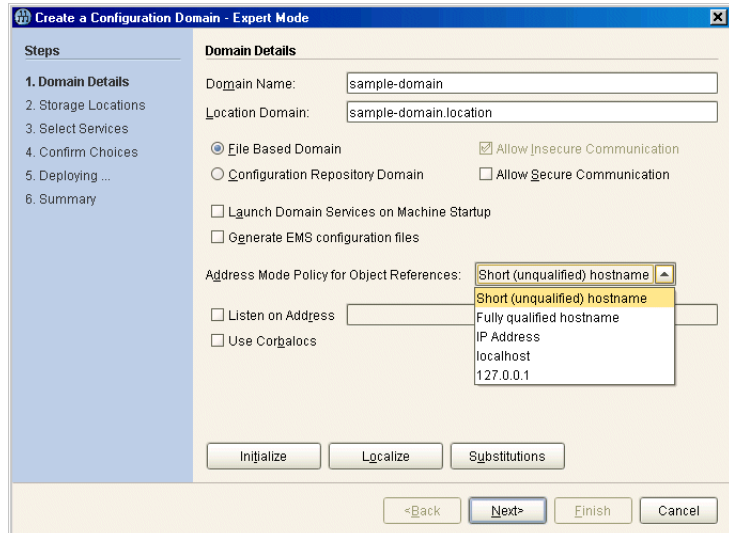 Create a Configuration Domain - Expert Mode
Steps
1. Domain Details
2. Storage Locations
3. Select Services
4. Confirm Choices
5. Deploying ...
6. Summary
Domain Details
Domain Name: sample-domain
Location Domain: sample-domain.location
File Based Domain
Allow Insecure Communication
Configuration Repository Domain
Allow Secure Communication
Launch Domain Services on Machine Startup
Generate EMS configuration files
Address Mode Policy for Object References: Short (unqualified) hostname
Short (unqualified) hostname
Fully qualified hostname
IP Address
localhost
127.0.0.1
Listen on Address
Use Corbalocs
Initialize Localize Substitutions
<Back Next> Finish Cancel